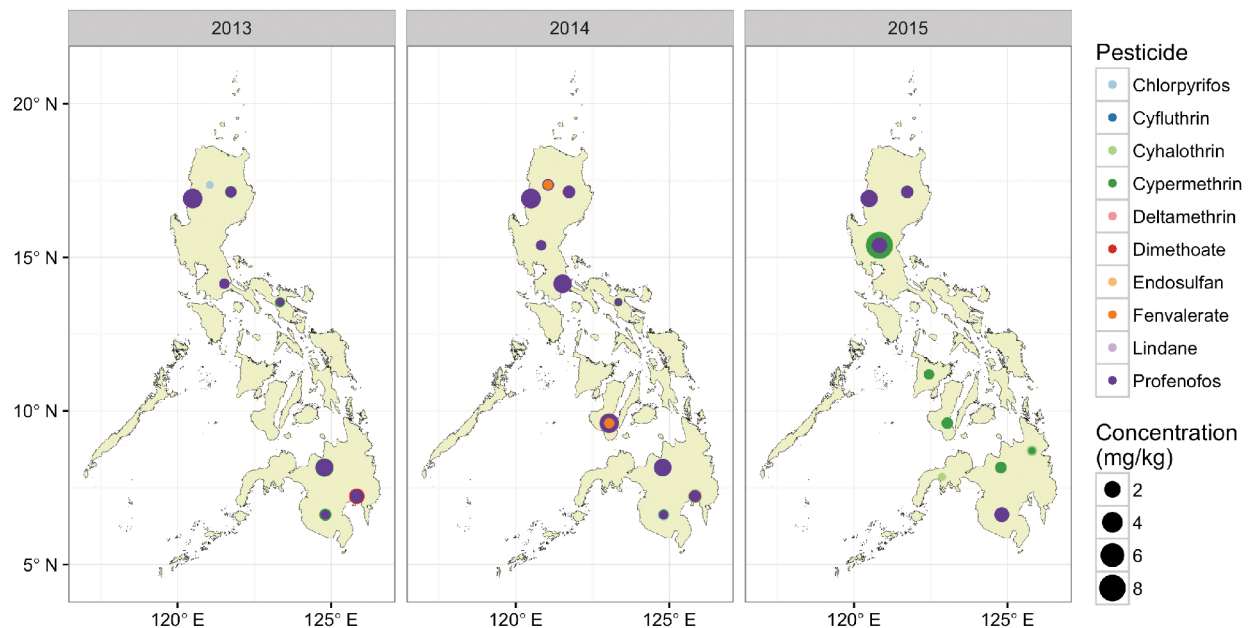 2013 2014 2015
Pesticide
Chlorpyrifos
Cyfluthrin
Cyhalothrin
Cypermethrin
Deltamethrin
Dimethoate
Endosulfan
Fenvalerate
Lindane
Profenofos
Concentration
(mg/kg)
2
4
6
8
20° N
15° N
10° N
5° N
120° E 125° E 120° E 125° E 120° E 125° E